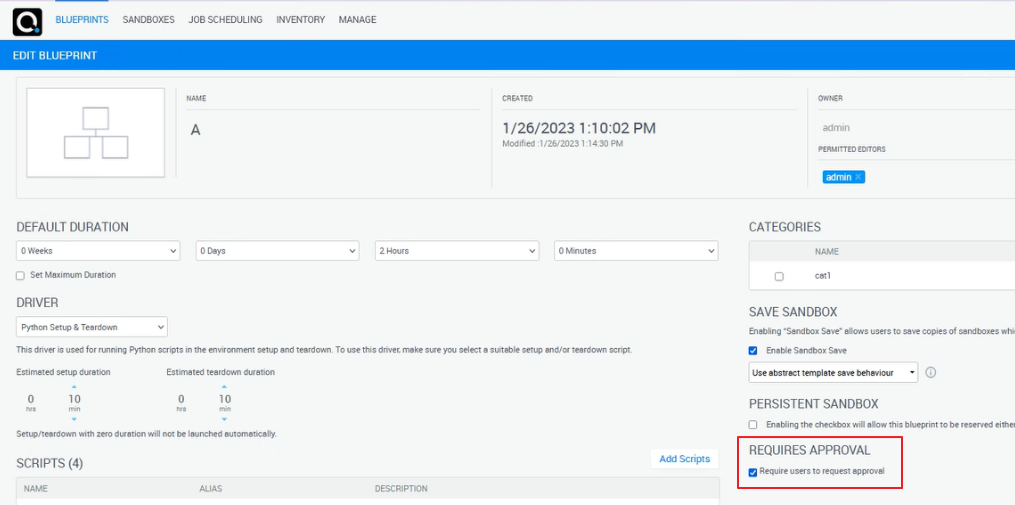 BLUEPRINTS SANDBOXES JOB SCHEDULING INVENTORY MANAGE
EDIT BLUEPRINT
NAME
A
CREATED
1/26/2023 1:10:02 PM
Modified :1/26/2023 1:14:30 PM
OWNER
admin
PERMITTED EDITORS
admin ×
DEFAULT DURATION
0 Weeks 0 Days 2 Hours 0 Minutes
Set Maximum Duration
DRIVER
Python Setup & Teardown
This driver is used for running Python scripts in the environment setup and teardown. To use this driver, make sure you select a suitable setup and/or teardown script.
Estimated setup duration Estimated teardown duration
0 10 0 10
hrs min hrs min
Setup/teardown with zero duration will not be launched automatically.
SCRIPTS (4) Add Scripts
NAME ALIAS DESCRIPTION
CATEGORIES
NAME
cat1
SAVE SANDBOX
Enabling "Sandbox Save" allows users to save copies of sandboxes whi
Enable Sandbox Save
Use abstract template save behaviour
PERSISTENT SANDBOX
Enabling the checkbox will allow this blueprint to be reserved either
REQUIRES APPROVAL
Require users to request approval